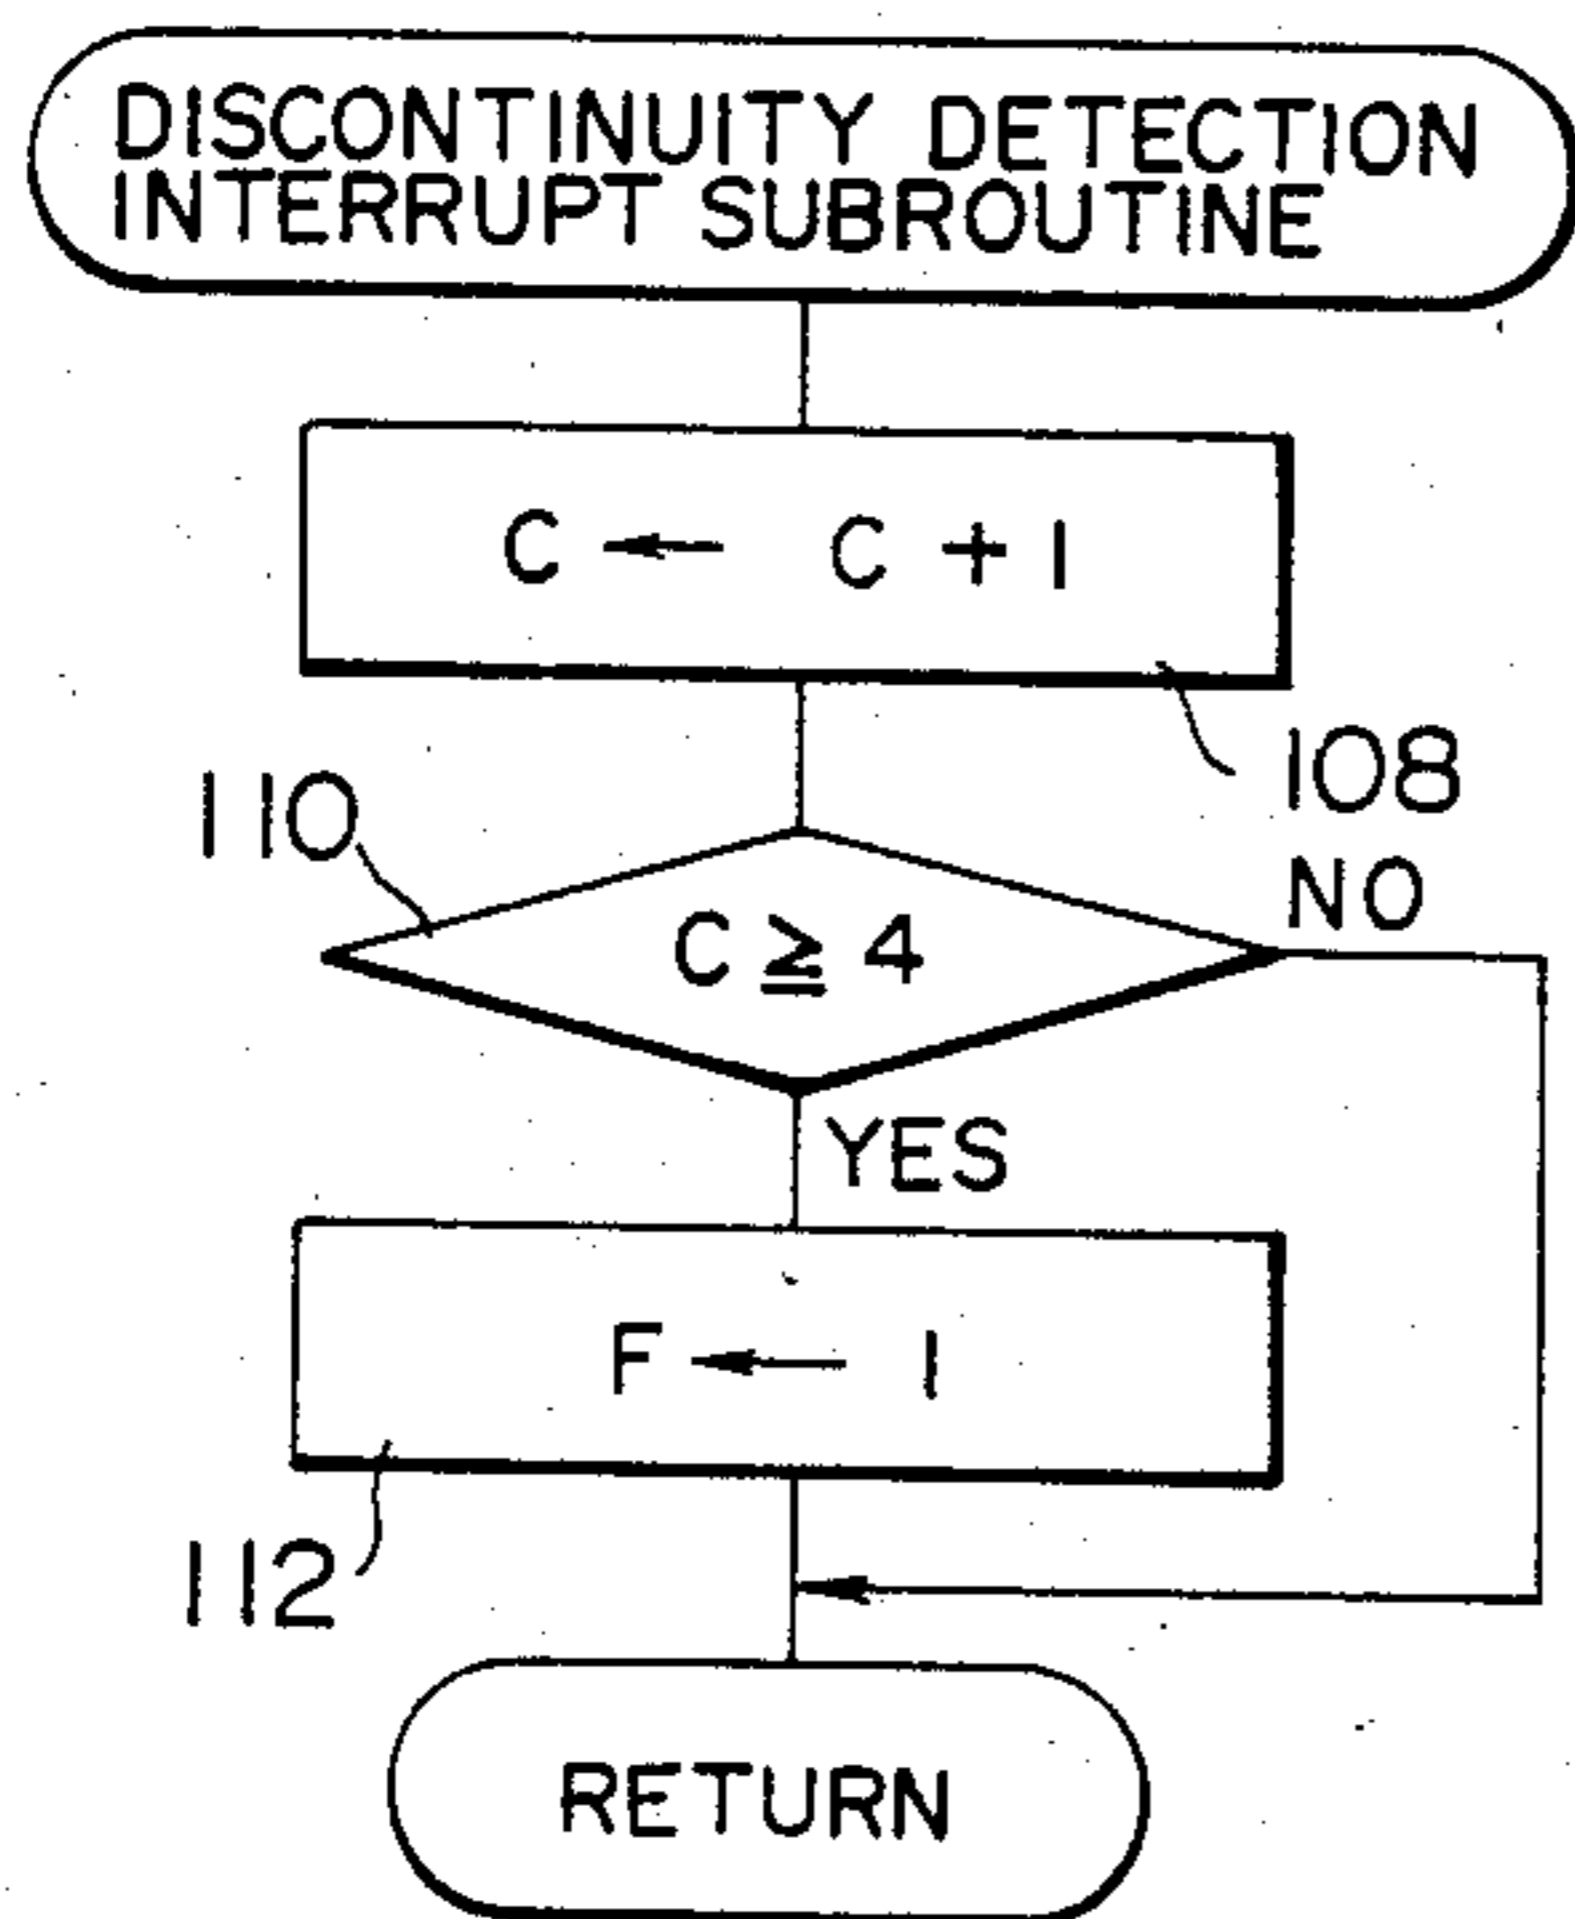 DISCONTINUITY DETECTION
INTERRUPT SUBROUTINE
C ← C + 1
108
110
C ≧ 4
NO
YES
F ← 1
112
RETURN